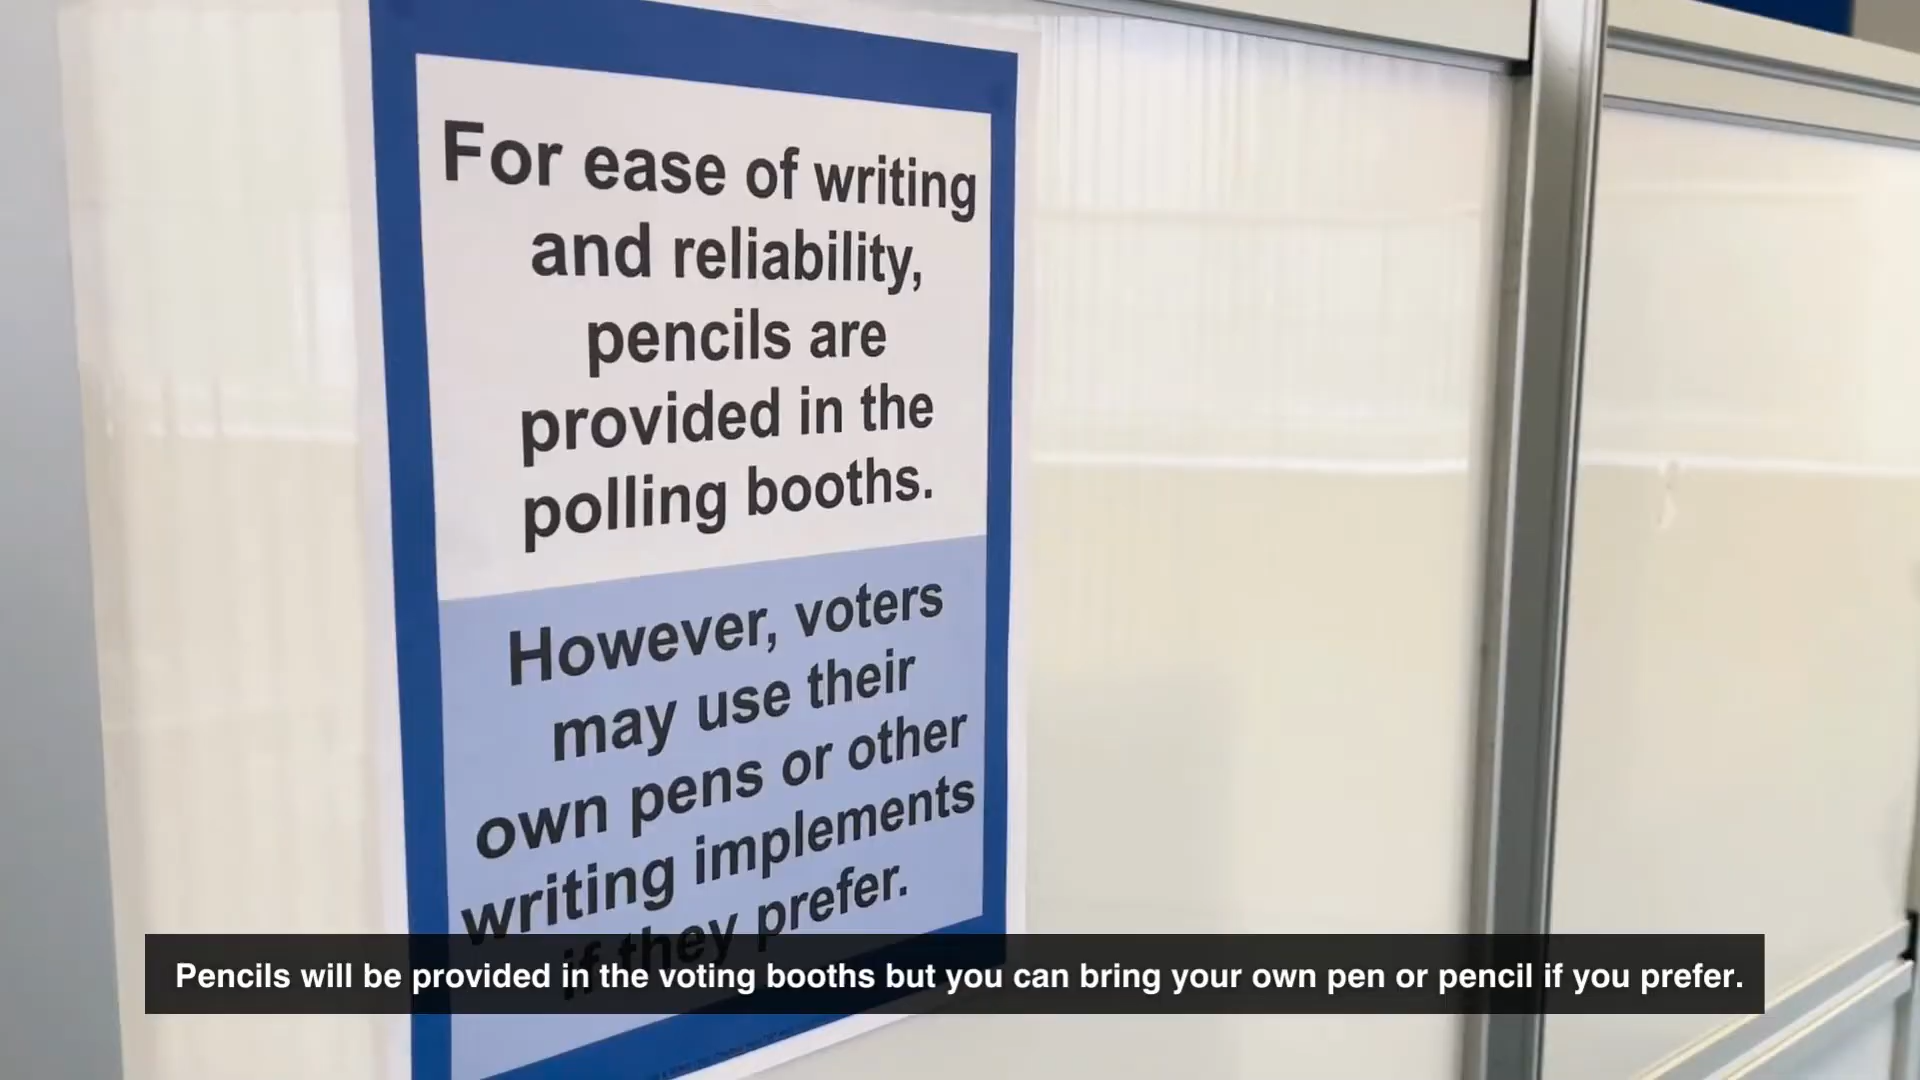 For ease of writing
and reliability,
pencils are
provided in the
polling booths.
However, voters
may use their
own pens or other
writing implements
if they prefer.
Pencils will be provided in the voting booths but you can bring your own pen or pencil if you prefer.